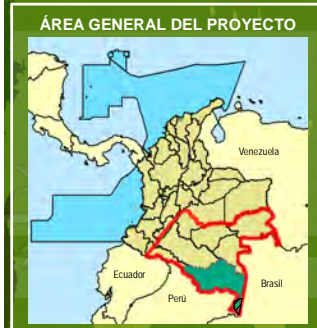 ÁREA GENERAL DEL PROYECTO
Venezuela
Ecuador
Perú
Brasil